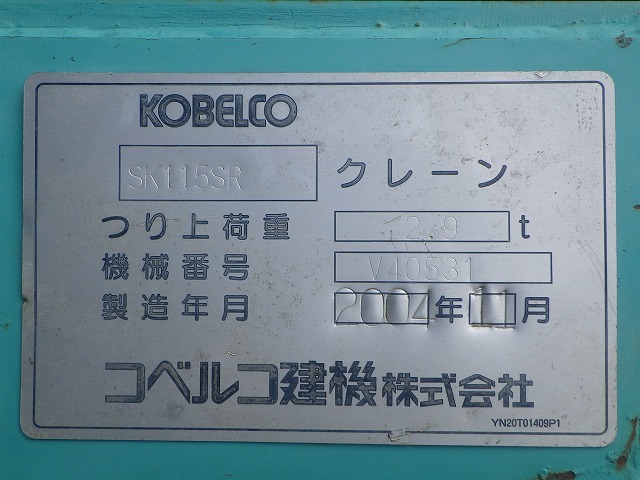 KOBELCO
SK115SR クレーン
つり上荷重 2.9 t
機械番号 V40531
製造年月 2004年11月
コベルコ建機株式会社
YN20T01409P1